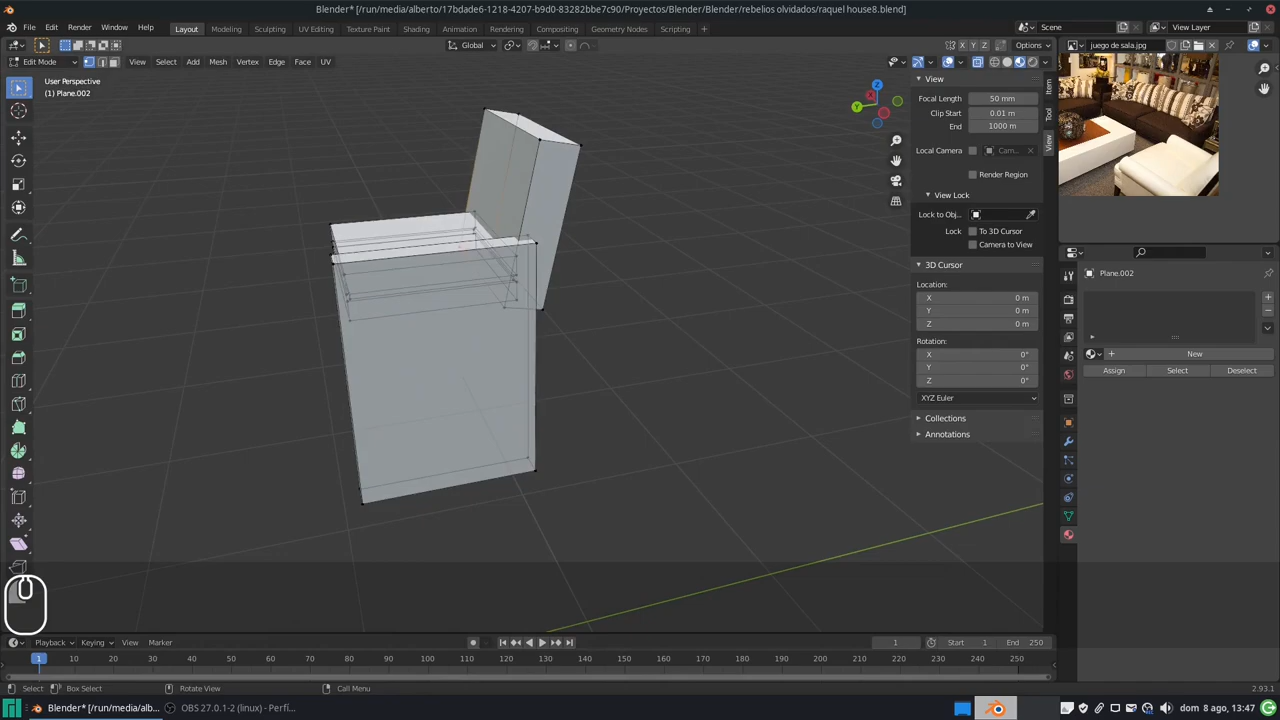 Blender* [/run/media/alberto/17bdade6-1218-4207-b9d0-83282bbe7c90/Proyectos/Blender/Blender/rebelios olvidados/raquel house8.blend]
File Edit Render Window Help Layout Modeling Sculpting UV Editing Texture Paint Shading Animation Rendering Compositing Geometry Nodes Scripting Scene View Layer
Global X Y Z Options juego de sala.jpg
Edit Mode View Select Add Mesh Vertex Edge Face UV
User Perspective
(1) Plane.002
Z
X
Y
View
Focal Length 50 mm
Clip Start 0.01 m
End 1000 m
Local Camera Cam...
Render Region
View Lock
Lock to Obj...
Lock To 3D Cursor
Camera to View
3D Cursor
Location:
X 0 m
Y 0 m
Z 0 m
Rotation:
X 0°
Y 0°
Z 0°
XYZ Euler
Collections
Annotations
Item
Tool
View
Plane.002
New
Assign Select Deselect
Playback Keying View Marker 1 Start 1 End 250
1 10 20 30 40 50 60 70 80 90 100 110 120 130 140 150 160 170 180 190 200 210 220 230 240 250
Select Box Select Rotate View Call Menu 2.93.1
Blender* [/run/media/alb... OBS 27.0.1-2 (linux) - Perfí... dom 8 ago, 13:47